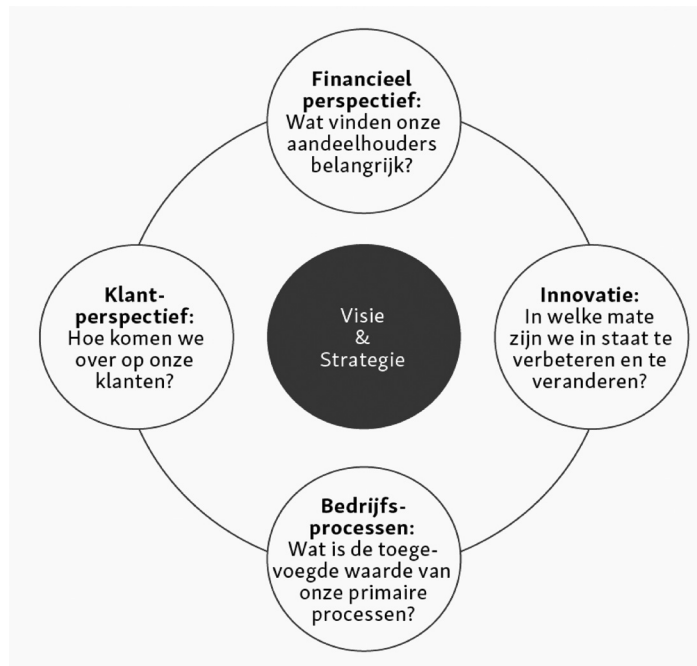 Financieel
perspectief:
Wat vinden onze
aandeelhouders
belangrijk?
Klant-
perspectief:
Hoe komen we
over op onze
klanten?
Visie
&
Strategie
Innovatie:
In welke mate
zijn we in staat te
verbeteren en te
veranderen?
Bedrijfs-
processen:
Wat is de toege-
voegde waarde van
onze primaire
processen?